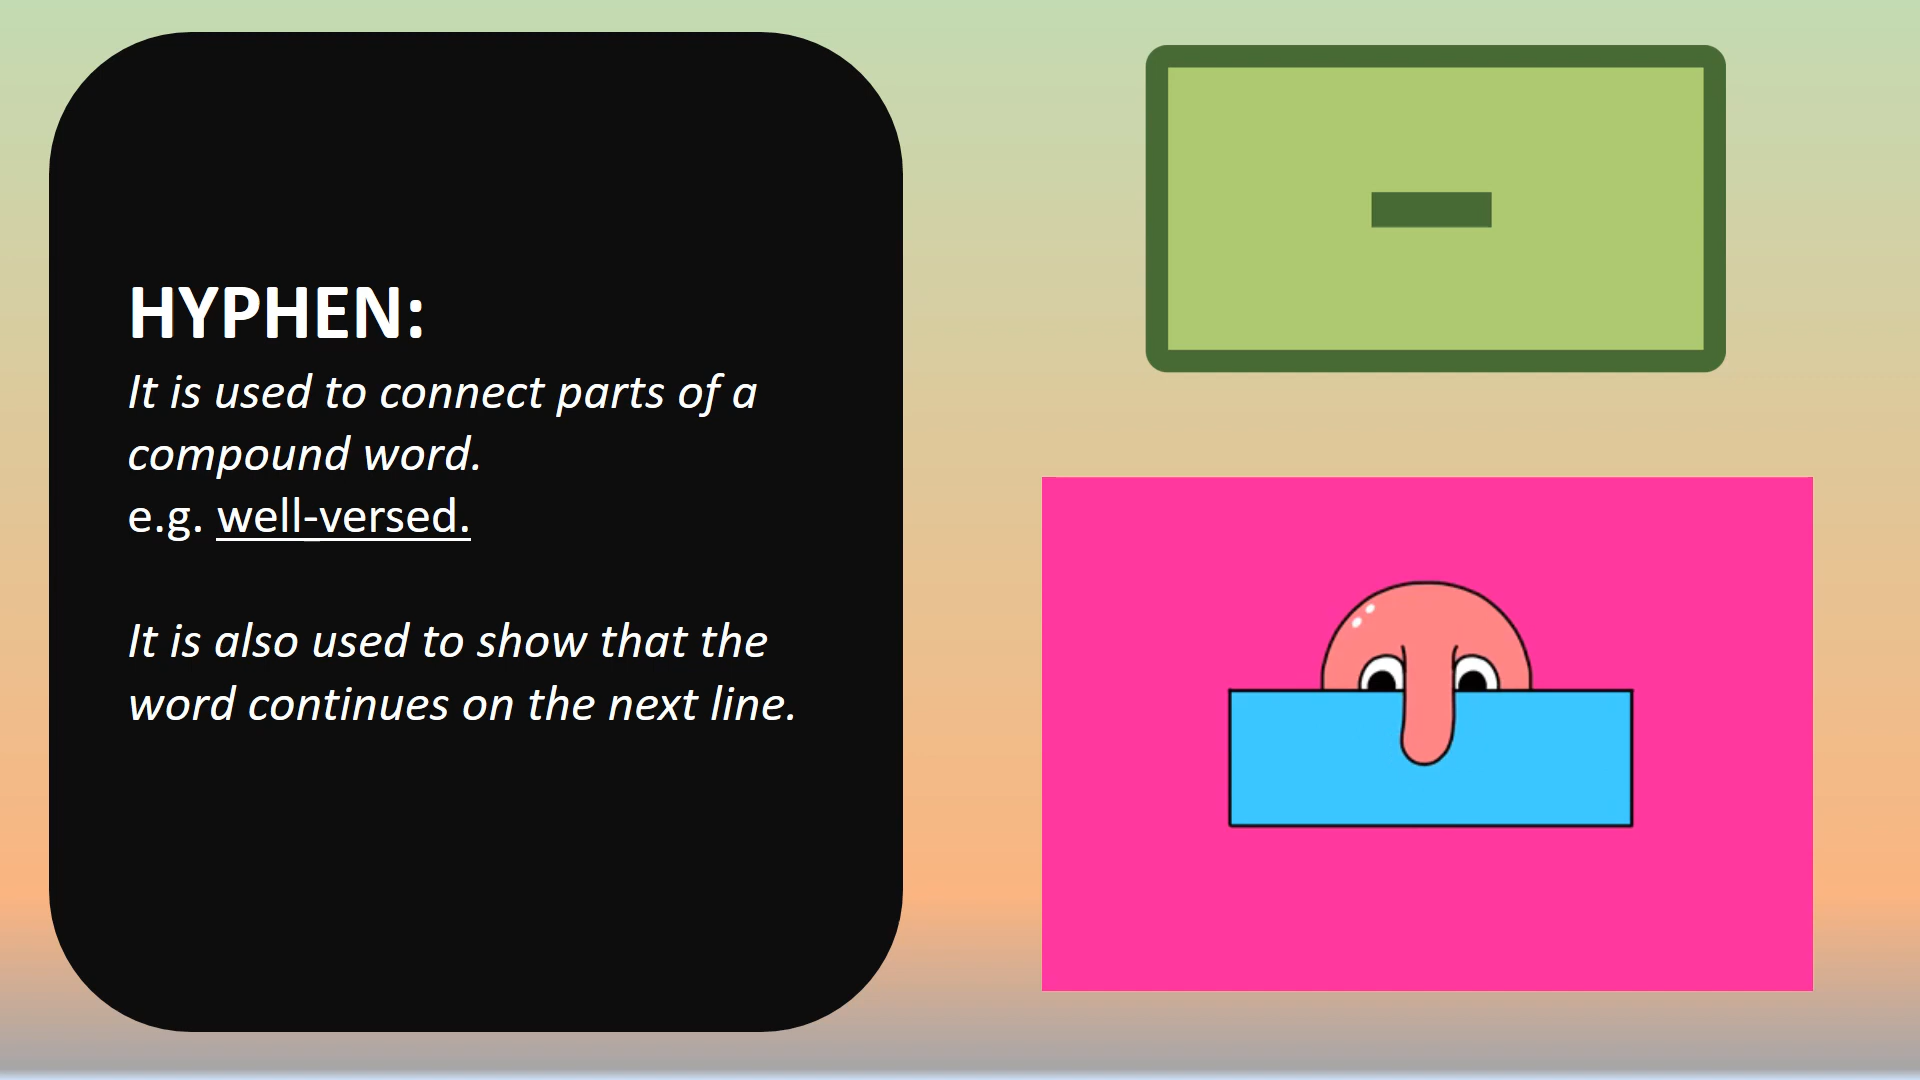 HYPHEN:
It is used to connect parts of a
compound word.
e.g. well-versed.
It is also used to show that the
word continues on the next line.
-